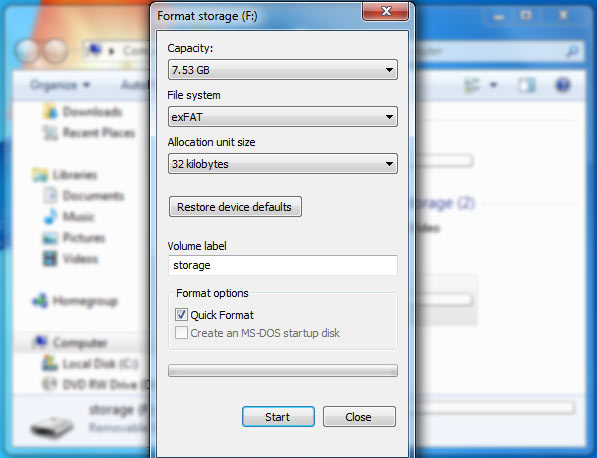 Format storage (F:)
Capacity:
7.53 GB
File system
exFAT
Allocation unit size
32 kilobytes
Restore device defaults
Volume label
storage
Format options
Quick Format
Create an MS-DOS startup disk
Start
Close
Organize
Downloads
Recent Places
Libraries
Documents
Music
Pictures
Videos
Homegroup
Computer
Local Disk (C:)
DVD RW Drive (
storage (F
Removable
orage (2)